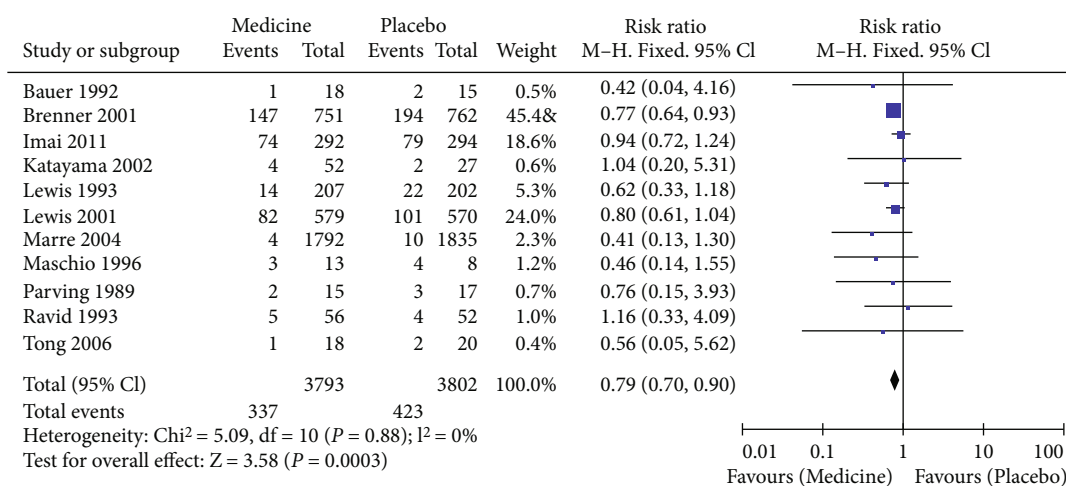 Medicine Placebo Risk ratio Risk ratio
Study or subgroup Events Total Events Total Weight M–H. Fixed. 95% Cl M–H. Fixed. 95% Cl
Bauer 1992 1 18 2 15 0.5% 0.42 (0.04, 4.16)
Brenner 2001 147 751 194 762 45.4& 0.77 (0.64, 0.93)
Imai 2011 74 292 79 294 18.6% 0.94 (0.72, 1.24)
Katayama 2002 4 52 2 27 0.6% 1.04 (0.20, 5.31)
Lewis 1993 14 207 22 202 5.3% 0.62 (0.33, 1.18)
Lewis 2001 82 579 101 570 24.0% 0.80 (0.61, 1.04)
Marre 2004 4 1792 10 1835 2.3% 0.41 (0.13, 1.30)
Maschio 1996 3 13 4 8 1.2% 0.46 (0.14, 1.55)
Parving 1989 2 15 3 17 0.7% 0.76 (0.15, 3.93)
Ravid 1993 5 56 4 52 1.0% 1.16 (0.33, 4.09)
Tong 2006 1 18 2 20 0.4% 0.56 (0.05, 5.62)
Total (95% Cl) 3793 3802 100.0% 0.79 (0.70, 0.90)
Total events 337 423
Heterogeneity: Chi² = 5.09, df = 10 (P = 0.88); l² = 0%
Test for overall effect: Z = 3.58 (P = 0.0003)
0.01 0.1 1 10 100
Favours (Medicine) Favours (Placebo)